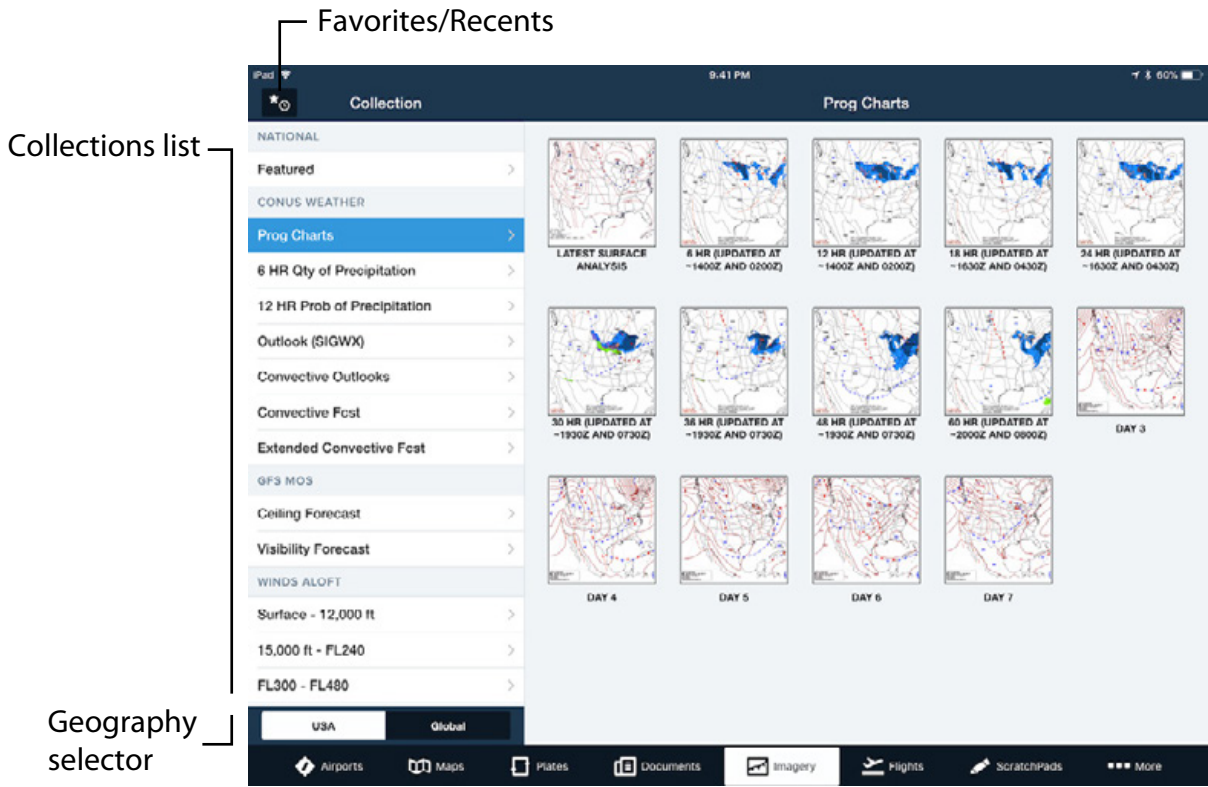 Favorites/Recents
iPad 9:41 PM 60%
Collection Prog Charts
Collections list
NATIONAL
Featured
CONUS WEATHER
Prog Charts
6 HR Qty of Precipitation
12 HR Prob of Precipitation
Outlook (SIGWX)
Convective Outlooks
Convective Fcst
Extended Convective Fcst
GFS MOS
Ceiling Forecast
Visibility Forecast
WINDS ALOFT
Surface - 12,000 ft
15,000 ft - FL240
FL300 - FL480
LATEST SURFACE
ANALYSIS
6 HR (UPDATED AT
~1400Z AND 0200Z)
12 HR (UPDATED AT
~1400Z AND 0200Z)
18 HR (UPDATED AT
~1630Z AND 0430Z)
24 HR (UPDATED AT
~1630Z AND 0430Z)
30 HR (UPDATED AT
~1930Z AND 0730Z)
36 HR (UPDATED AT
~1930Z AND 0730Z)
48 HR (UPDATED AT
~1930Z AND 0730Z)
60 HR (UPDATED AT
~2000Z AND 0800Z)
DAY 3
DAY 4
DAY 5
DAY 6
DAY 7
Geography
selector
USA Global
Airports Maps Plates Documents Imagery Flights ScratchPads More